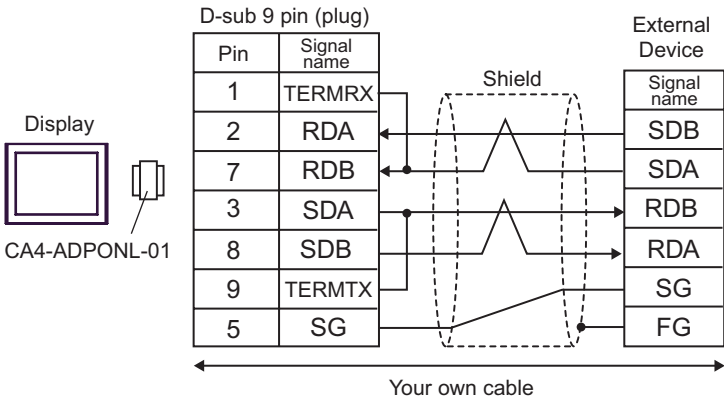 D-sub 9 pin (plug)
External
Device
Pin
Signal
name
Shield
Signal
name
1
TERMRX
Display
2
RDA
SDB
7
RDB
SDA
3
SDA
RDB
CA4-ADPONL-01
8
SDB
RDA
9
TERMTX
SG
5
SG
FG
Your own cable